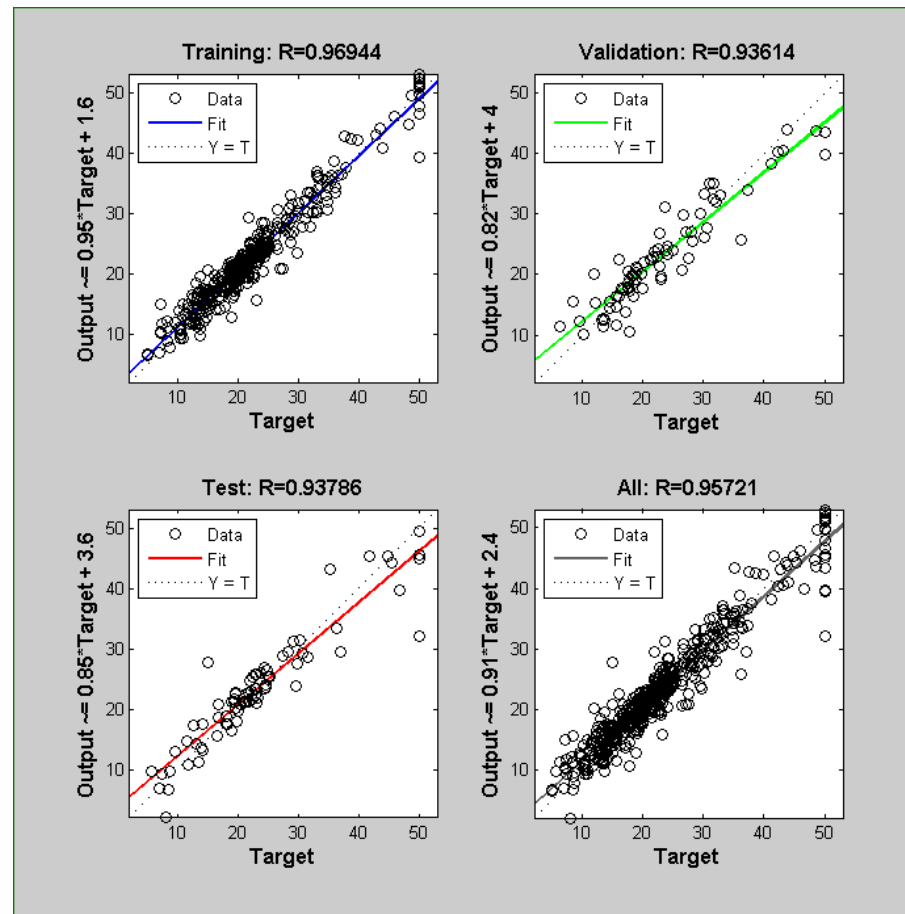 Training: R=0.96944
Output ~= 0.95*Target + 1.6
50
40
30
20
10
Data
Fit
Y = T
10 20 30 40 50
Target
Validation: R=0.93614
Output ~= 0.82*Target + 4
50
40
30
20
10
Data
Fit
Y = T
10 20 30 40 50
Target
Test: R=0.93786
Output ~= 0.85*Target + 3.6
50
40
30
20
10
Data
Fit
Y = T
10 20 30 40 50
Target
All: R=0.95721
Output ~= 0.91*Target + 2.4
50
40
30
20
10
Data
Fit
Y = T
10 20 30 40 50
Target